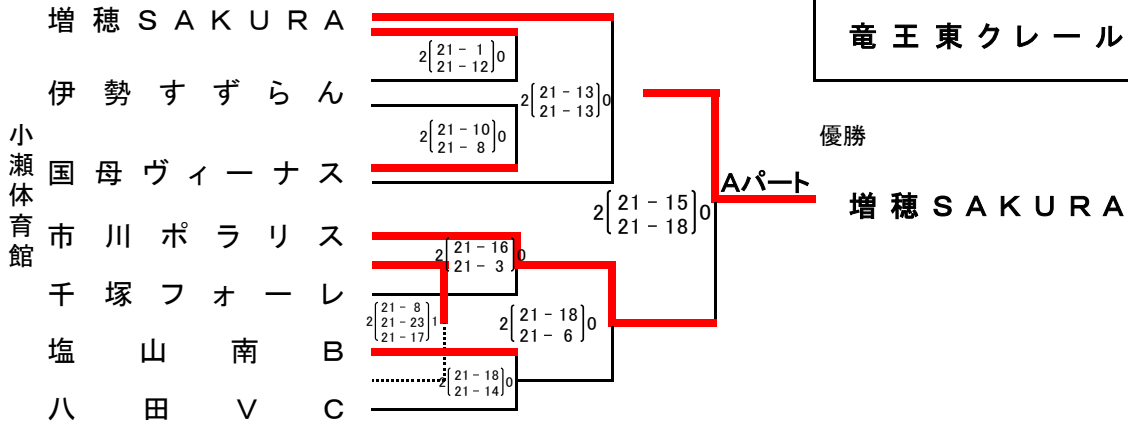 増穂SAKURA
伊勢すずらん
国母ヴィーナス
市川ポラリス
千塚フォーレ
塩山南B
八田VC
小瀬体育館
2 21 - 1 0
21 - 12
2 21 - 10 0
21 - 8
2 21 - 13 0
21 - 13
2 21 - 16 0
21 - 3
2 21 - 8 1
21 - 23
21 - 17
2 21 - 18 0
21 - 14
2 21 - 18 0
21 - 6
2 21 - 15 0
21 - 18
Aパート
竜王東クレール
優勝
増穂SAKURA